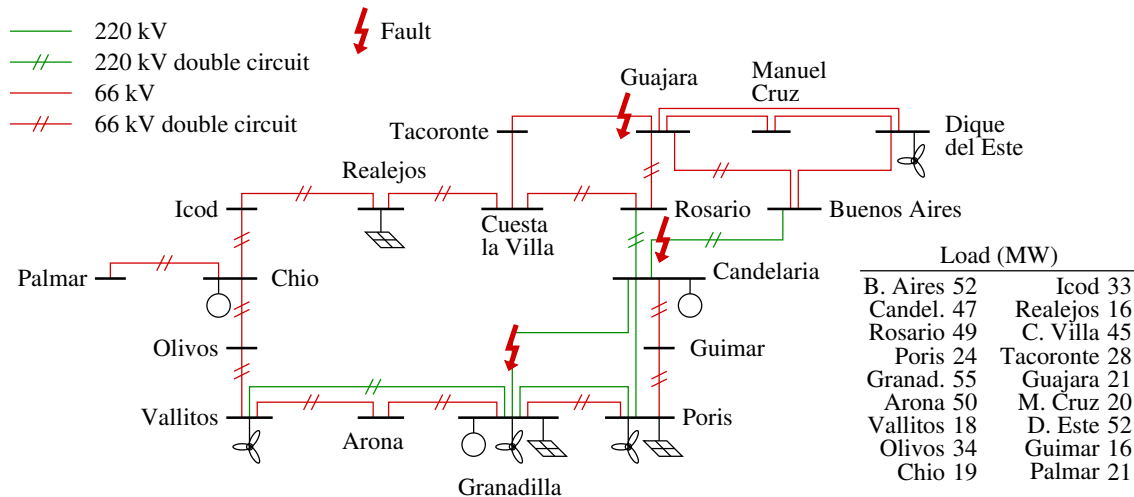 220 kV
220 kV double circuit
66 kV
66 kV double circuit
Fault
Guajara
Manuel
Cruz
Tacoronte
Dique
del Este
Realejos
Icod
Cuesta
la Villa
Rosario
Buenos Aires
Palmar
Chio
Candelaria
Olivos
Guimar
Vallitos
Arona
Granadilla
Poris
Load (MW)
B. Aires 52 Icod 33
Candel. 47 Realejos 16
Rosario 49 C. Villa 45
Poris 24 Tacoronte 28
Granad. 55 Guajara 21
Arona 50 M. Cruz 20
Vallitos 18 D. Este 52
Olivos 34 Guimar 16
Chio 19 Palmar 21